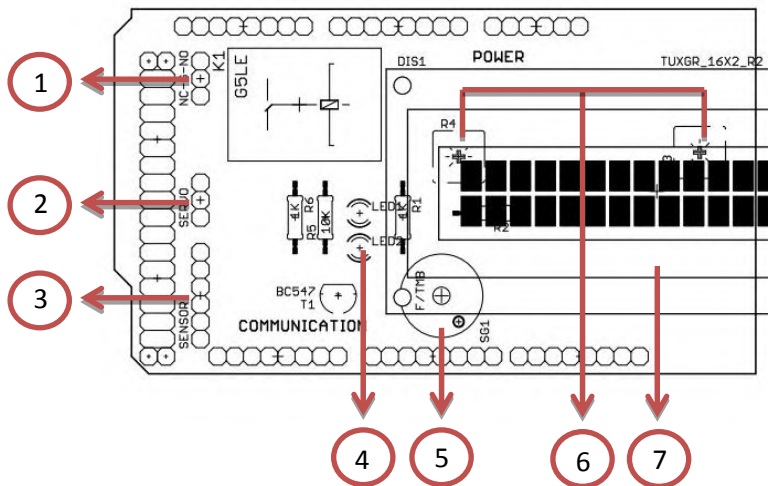 POWER
DIS1
TUXGR_16X2_R2
NC-S-NO
K1
G5LE
R4
1
2
3
SERVO
SENSOR
1K
R5
R6
10K
LED1
LED2
1K
R1
R2
BC547
T1
F/TMB
SG1
COMMUNICATION
4
5
6
7